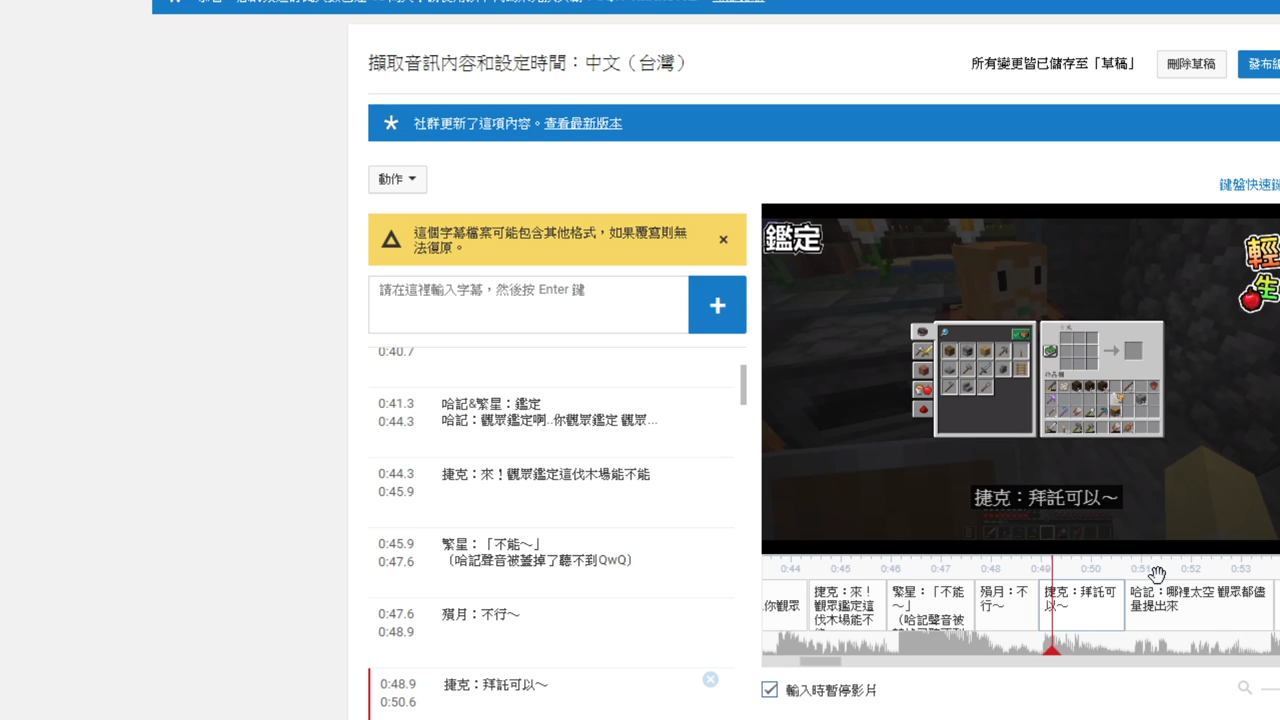 擷取音訊內容和設定時間：中文（台灣）
所有變更皆已儲存至「草稿」
刪除草稿
社群更新了這項內容。查看最新版本
動作
鍵盤快速鍵
這個字幕檔案可能包含其他格式，如果覆寫則無
法復原。
請在這裡輸入字幕，然後按 Enter 鍵
0:40.7
0:41.3 哈記&繁星：鑑定
0:44.3 哈記：觀眾鑑定啊..你觀眾鑑定 觀眾...
0:44.3 捷克：來！觀眾鑑定這伐木場能不能
0:45.9
0:45.9 繁星：「不能～」
0:47.6 （哈記聲音被蓋掉了聽不到QwQ）
0:47.6 殞月：不行～
0:48.9
0:48.9 捷克：拜託可以～
0:50.6
鑑定
輕
生
物品欄
捷克：拜託可以～
0:44 0:45 0:46 0:47 0:48 0:49 0:50 0:51 0:52 0:53
.你觀眾
捷克：來！
觀眾鑑定這
伐木場能不
繁星：「不能
～」
（哈記聲音被
殞月：不
行～
捷克：拜託可
以～
哈記：哪裡太空 觀眾都儘
量提出來
輸入時暫停影片